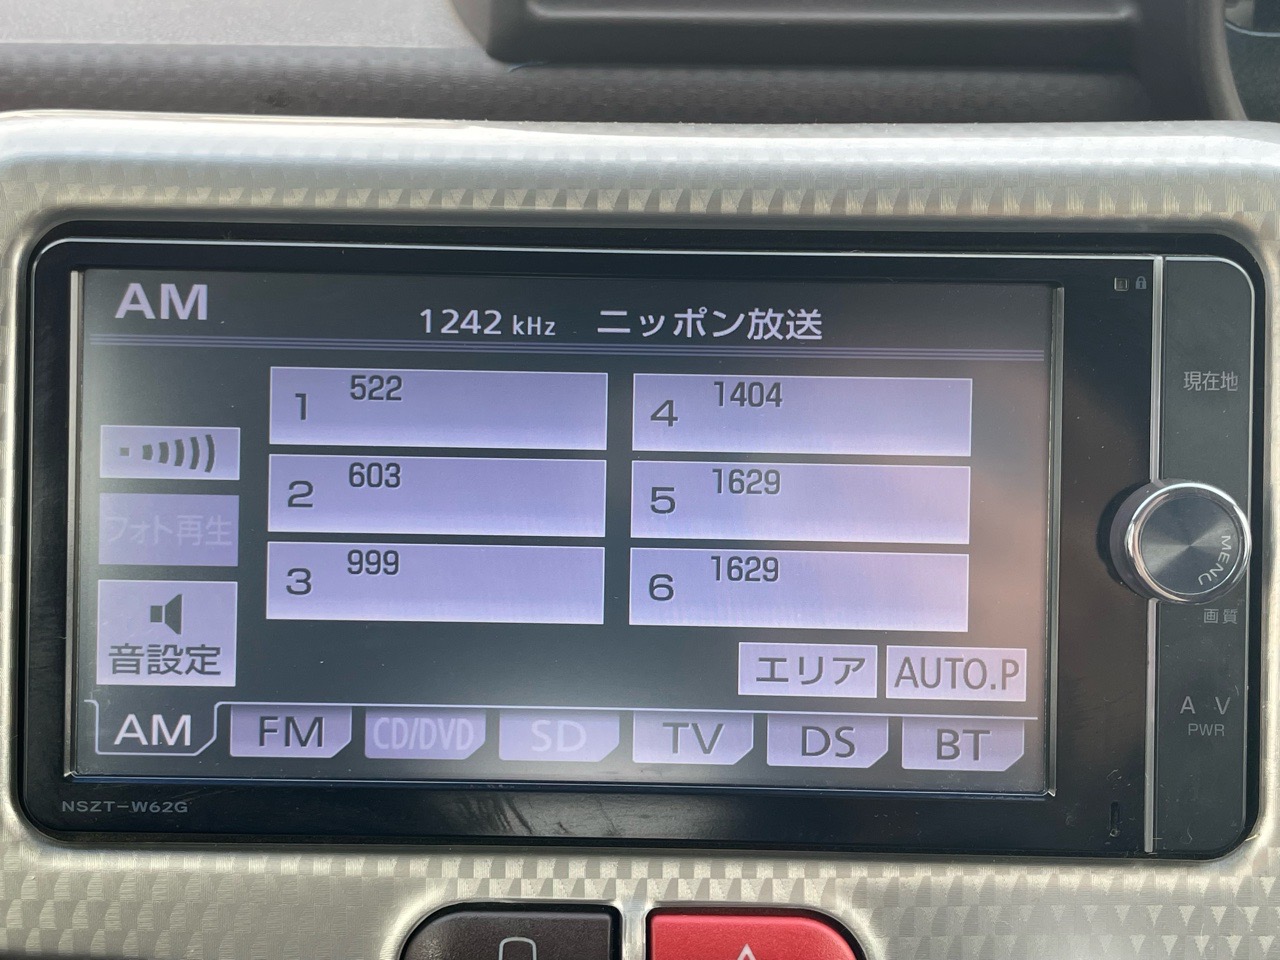 AM
1242 kHz ニッポン放送
現在地
1 522
4 1404
2 603
5 1629
フォト再生
3 999
6 1629
MENU
画質
音設定
エリア AUTO.P
AM FM CD/DVD SD TV DS BT
A V
PWR
NSZT-W62G